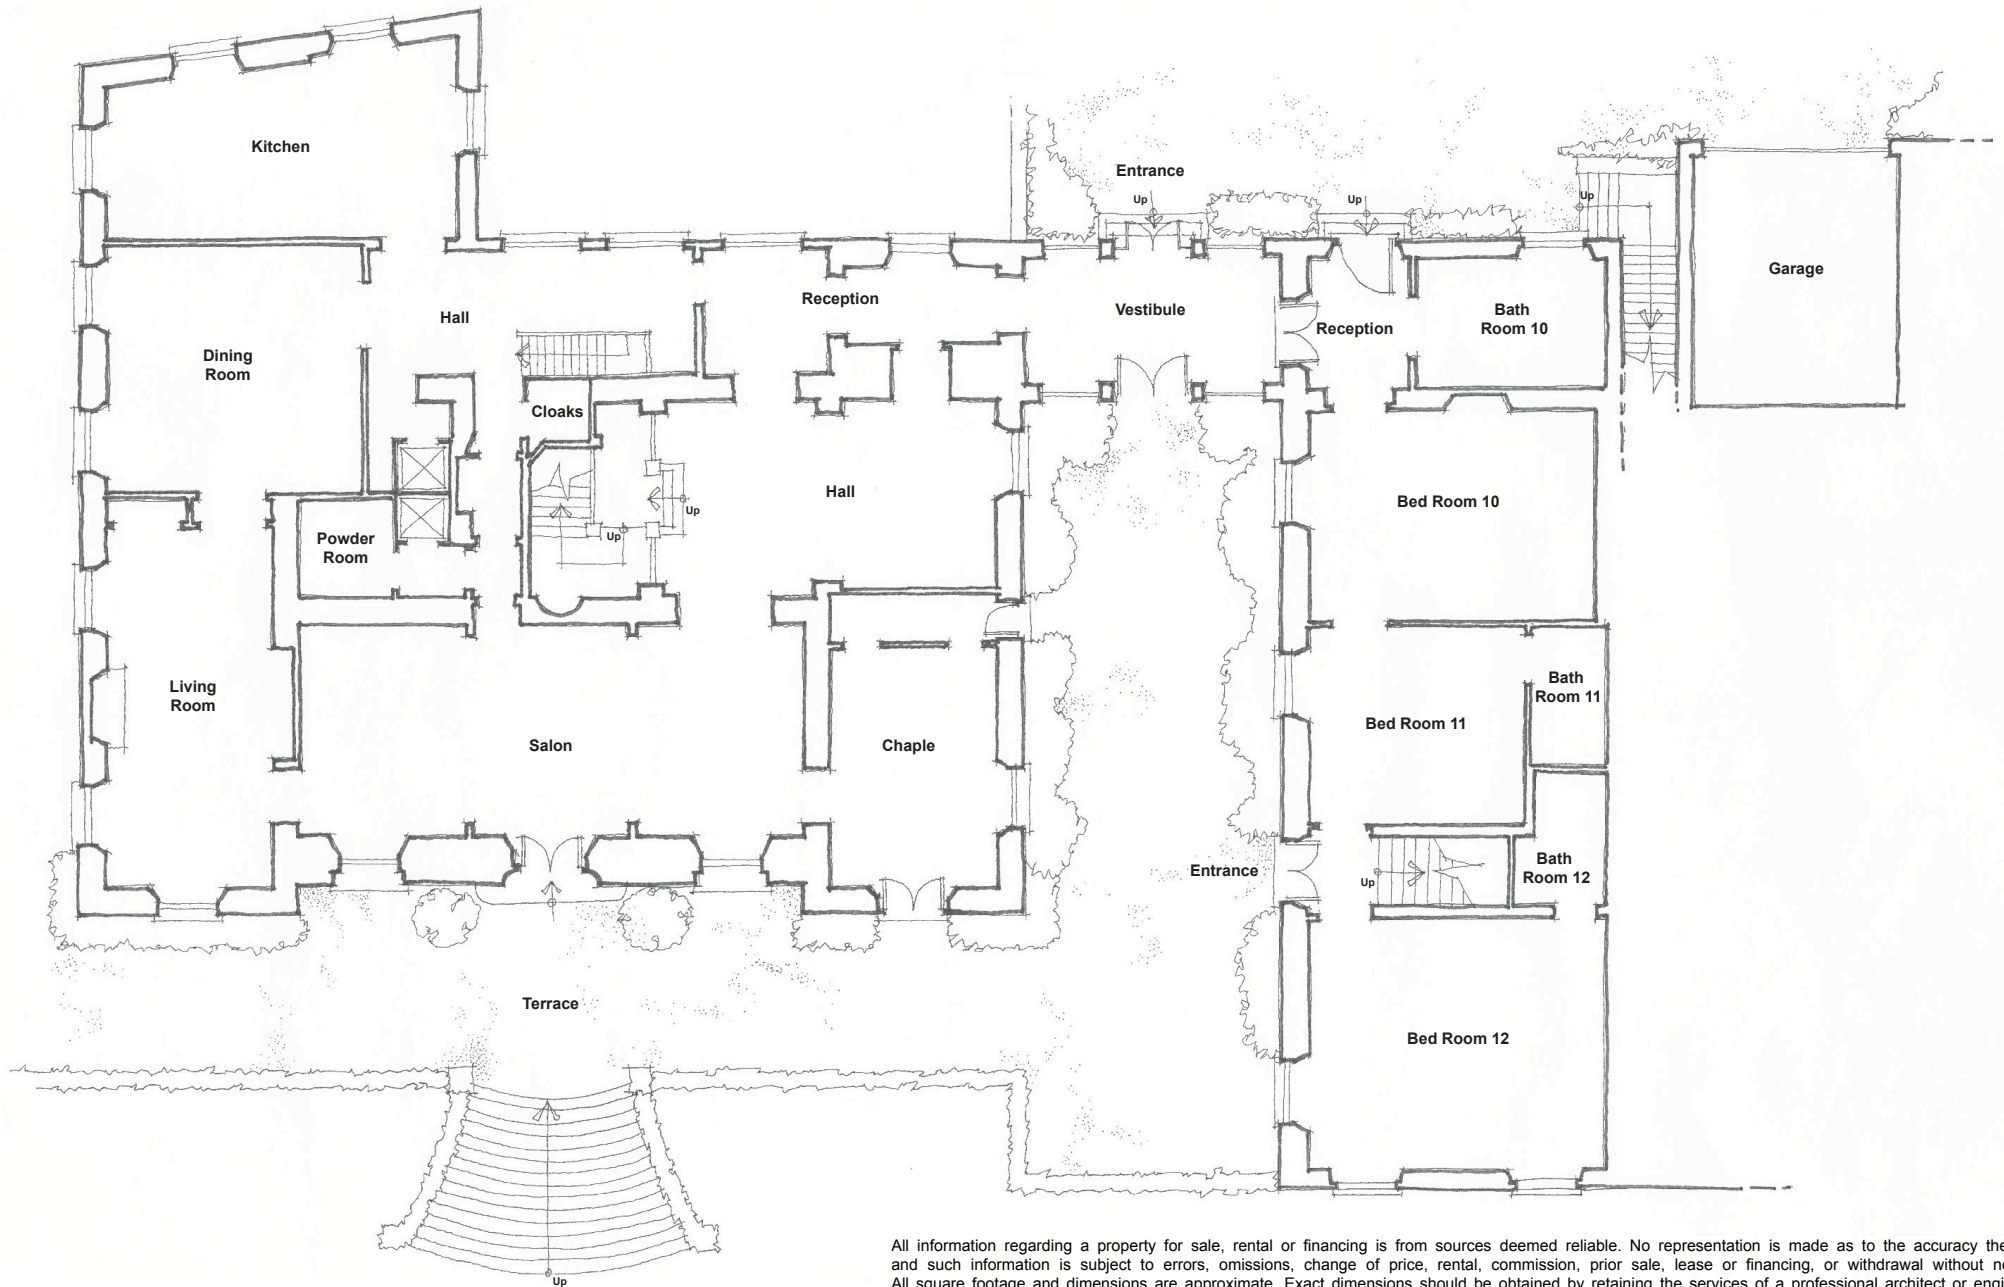 Kitchen
Entrance
Up
Up
Up
Garage
Hall
Reception
Vestibule
Reception
Bath
Room 10
Dining
Room
Cloaks
Hall
Up
Up
Bed Room 10
Powder
Room
Living
Room
Salon
Chaple
Bed Room 11
Bath
Room 11
Entrance
Up
Bath
Room 12
Terrace
Bed Room 12
Up
All information regarding a property for sale, rental or financing is from sources deemed reliable. No representation is made as to the accuracy
and such information is subject to errors, omissions, change of price, rental, commission, prior sale, lease or financing, or withdrawal without
All square footage and dimensions are approximate. Exact dimensions should be obtained by retaining the services of a professional architect or